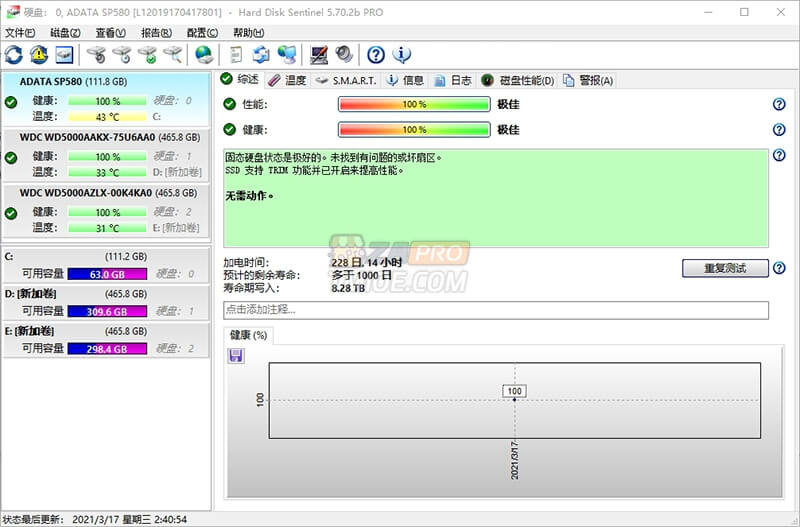 硬盘: 0, ADATA SP580 [L12019170417801] - Hard Disk Sentinel 5.70.2b PRO
文件(F) 磁盘(Z) 查看(V) 报告(R) 配置(C) 帮助(H)
ADATA SP580 (111.8 GB)
健康: 100 % 硬盘: 0
温度: 43 °C C:
WDC WD5000AAKX-75U6AA0 (465.8 GB)
健康: 100 % 硬盘: 1
温度: 33 °C D: [新加卷]
WDC WD5000AZLX-00K4KA0 (465.8 GB)
健康: 100 % 硬盘: 2
温度: 31 °C E: [新加卷]
C: (111.2 GB)
可用容量 63.0 GB 硬盘: 0
D: [新加卷] (465.8 GB)
可用容量 309.6 GB 硬盘: 1
E: [新加卷] (465.8 GB)
可用容量 298.4 GB 硬盘: 2
综述 温度 S.M.A.R.T. 信息 日志 磁盘性能(D) 警报(A)
性能: 100 % 极佳
健康: 100 % 极佳
固态硬盘状态是极好的。未找到有问题的或坏扇区。
SSD 支持 TRIM 功能并已开启来提高性能。
无需动作。
加电时间: 228 日, 14 小时
预计的剩余寿命: 多于 1000 日
寿命期写入: 8.28 TB
重复测试
点击添加注释...
健康 (%)
100
100
2021/3/17
状态最后更新: 2021/3/17 星期三 2:40:54